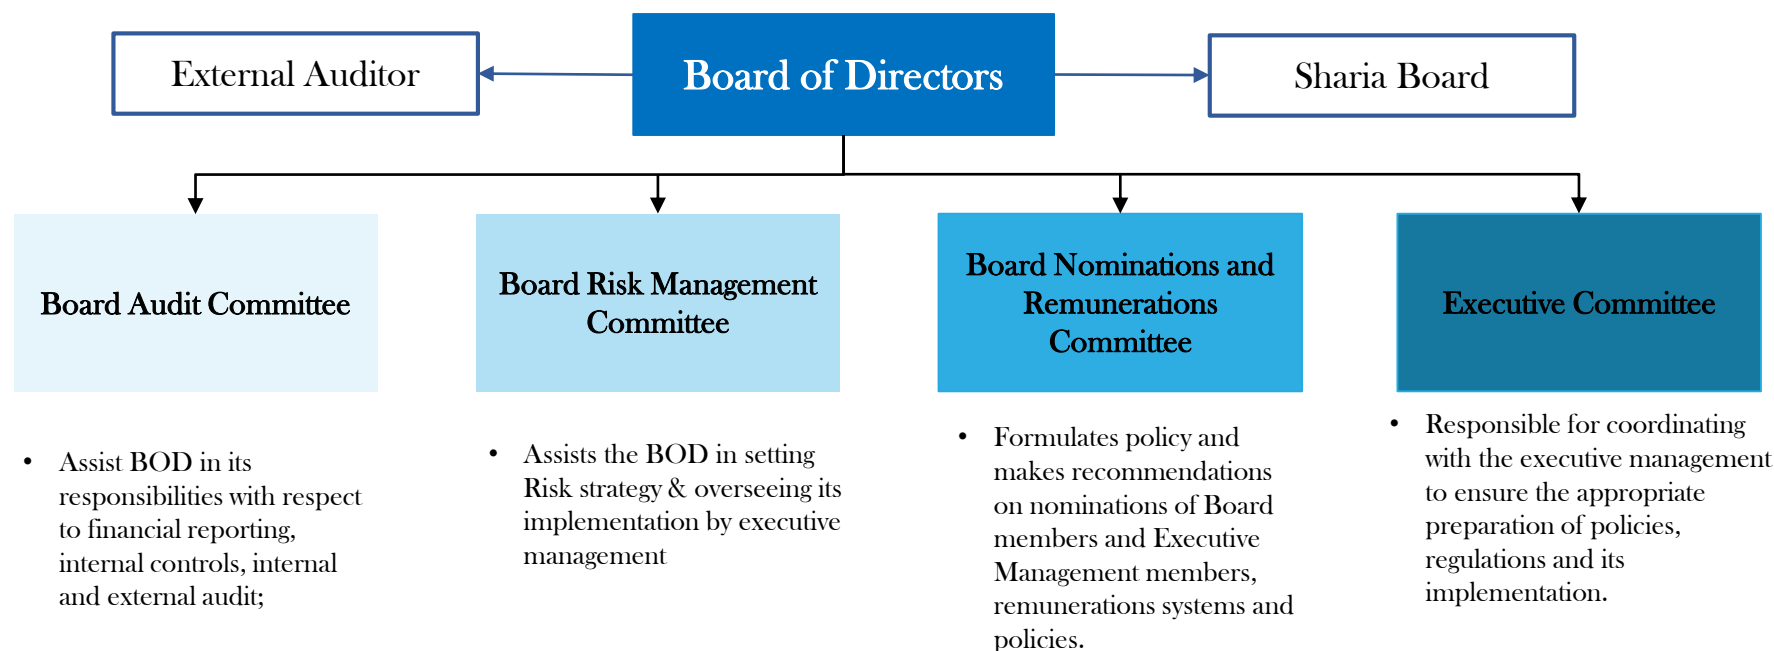 External Auditor
Board of Directors
Sharia Board
Board Audit Committee
Board Risk Management
Committee
Board Nominations and
Remunerations
Committee
Executive Committee
• Assist BOD in its
responsibilities with respect
to financial reporting,
internal controls, internal
and external audit;
• Assists the BOD in setting
Risk strategy & overseeing its
implementation by executive
management
• Formulates policy and
makes recommendations
on nominations of Board
members and Executive
Management members,
remunerations systems and
policies.
• Responsible for coordinating
with the executive management
to ensure the appropriate
preparation of policies,
regulations and its
implementation.